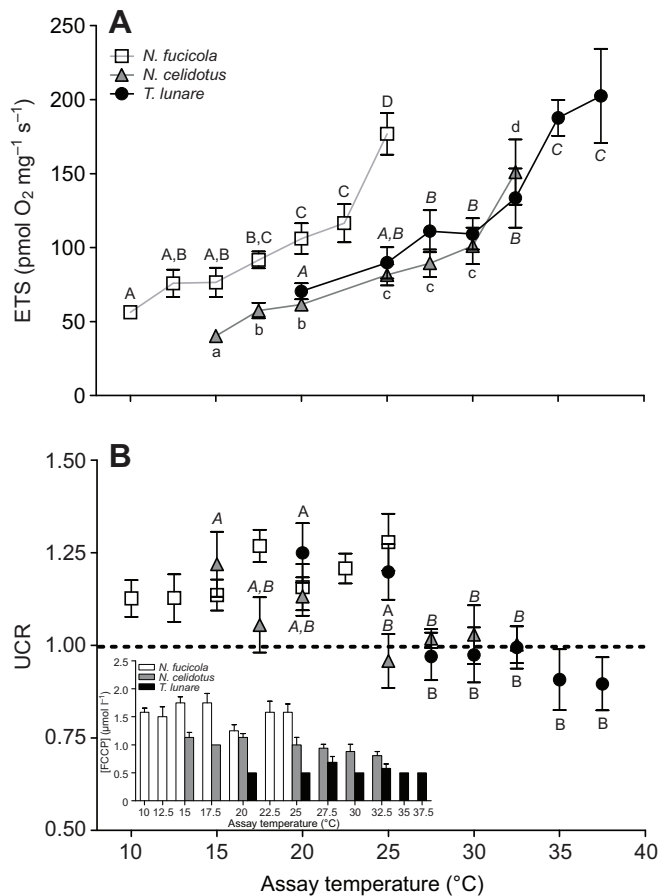 A
250
200
150
100
50
0
ETS (pmol O₂ mg⁻¹ s⁻¹)
N. fucicola
N. celidotus
T. lunare
D
d
C
C
C
C
B,C
B
B
A,B
A,B
A,B
B
A
A
c
c
c
b
b
a
B
1.50
1.25
1.00
0.75
0.50
UCR
A
A
A,B
A,B
A
B
B
B
B
B
B
B
B
B
2.5
2.0
1.5
1.0
0.5
0
[FCCP] (µmol l⁻¹)
N. fucicola
N. celidotus
T. lunare
10 12.5 15 17.5 20 22.5 25 27.5 30 32.5 35 37.5
Assay temperature (°C)
10 15 20 25 30 35 40
Assay temperature (°C)